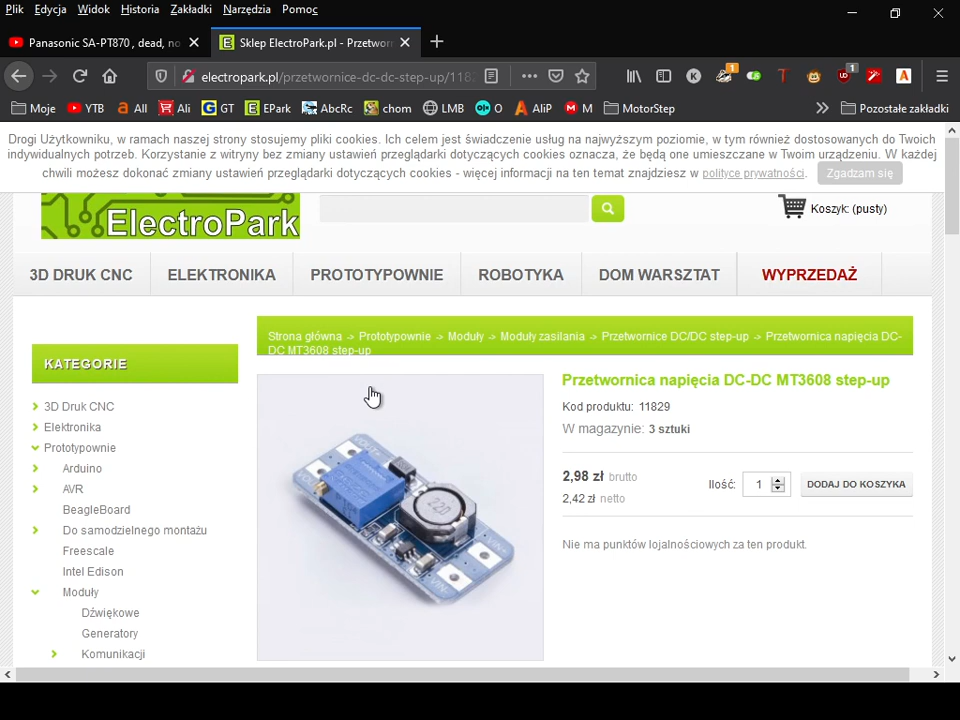 Plik Edycja Widok Historia Zakładki Narzędzia Pomoc
Panasonic SA-PT870 , dead, no
Sklep ElectroPark.pl - Przetworn
electropark.pl/przetwornice-dc-dc-step-up/118
Moje YTB All Ali GT EPark AbcRc chom LMB O AliP M MotorStep Pozostałe zakładki
Drogi Użytkowniku, w ramach naszej strony stosujemy pliki cookies. Ich celem jest świadczenie usług na najwyższym poziomie, w tym również dostosowanych do Twoich
indywidualnych potrzeb. Korzystanie z witryny bez zmiany ustawień przeglądarki dotyczących cookies oznacza, że będą one umieszczane w Twoim urządzeniu. W każdej
chwili możesz dokonać zmiany ustawień przeglądarki dotyczących cookies - więcej informacji na ten temat znajdziesz w polityce prywatności. Zgadzam się
ElectroPark
Koszyk: (pusty)
3D DRUK CNC ELEKTRONIKA PROTOTYPOWNIE ROBOTYKA DOM WARSZTAT WYPRZEDAŻ
Strona główna -> Prototypownie -> Moduły -> Moduły zasilania -> Przetwornice DC/DC step-up -> Przetwornica napięcia DC-
DC MT3608 step-up
KATEGORIE
3D Druk CNC
Elektronika
Prototypownie
Arduino
AVR
BeagleBoard
Do samodzielnego montażu
Freescale
Intel Edison
Moduły
Dźwiękowe
Generatory
Komunikacji
220
Przetwornica napięcia DC-DC MT3608 step-up
Kod produktu: 11829
W magazynie: 3 sztuki
2,98 zł brutto
2,42 zł netto
Ilość: 1 DODAJ DO KOSZYKA
Nie ma punktów lojalnościowych za ten produkt.